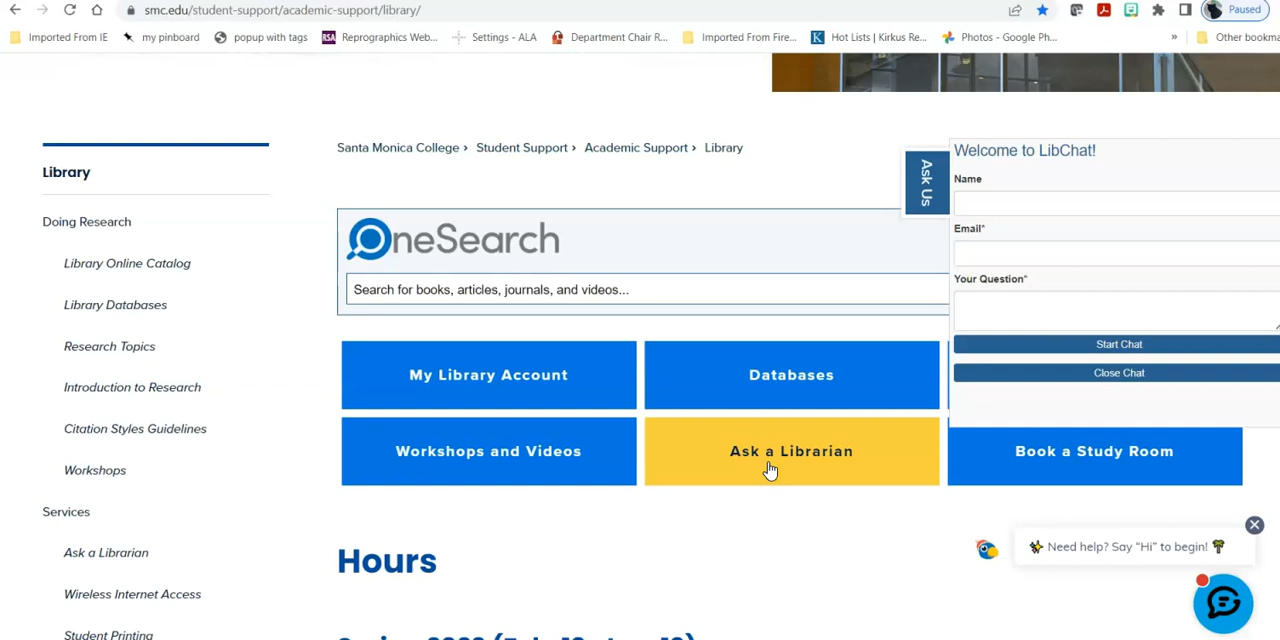 smc.edu/student-support/academic-support/library/
Paused
Imported From IE
my pinboard
popup with tags
RSA
Reprographics Web...
Settings - ALA
Department Chair R...
Imported From Fire...
K
Hot Lists | Kirkus Re...
Photos - Google Ph...
»
Other bookma
Library
Doing Research
Library Online Catalog
Library Databases
Research Topics
Introduction to Research
Citation Styles Guidelines
Workshops
Services
Ask a Librarian
Wireless Internet Access
Student Printing
Santa Monica College › Student Support › Academic Support › Library
OneSearch
Search for books, articles, journals, and videos...
My Library Account
Databases
Workshops and Videos
Ask a Librarian
Book a Study Room
Hours
Ask Us
Welcome to LibChat!
Name
Email*
Your Question*
Start Chat
Close Chat
✨ Need help? Say “Hi” to begin! 🌴